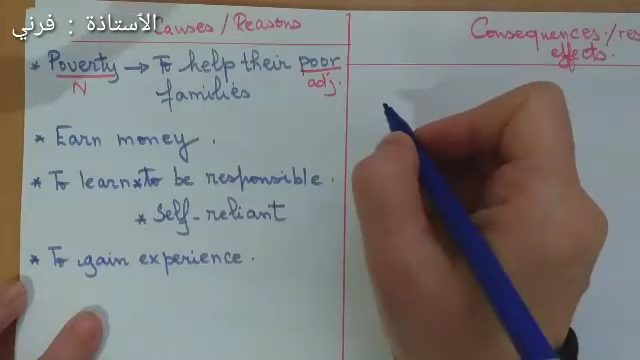 الأستاذة : فرني
Causes / Reasons
Consequences / res
effects.
* Poverty → To help their poor
N
adj.
families
* Earn money .
* To learn * To be responsible .
* Self-reliant
* To gain experience .